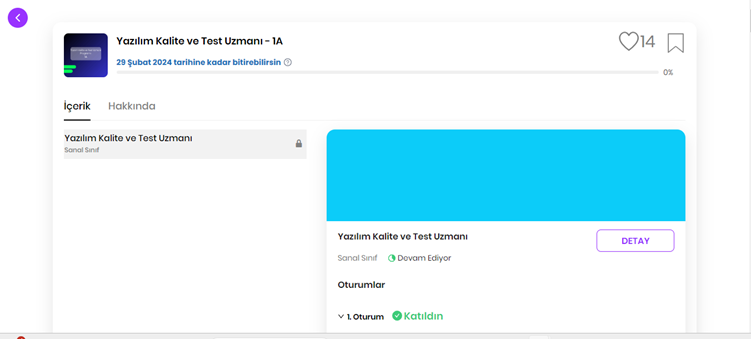 Yazılım Kalite ve Test Uzmanı - 1A
14
29 Şubat 2024 tarihine kadar bitirebilirsin
0%
İçerik
Hakkında
Yazılım Kalite ve Test Uzmanı
Sanal Sınıf
Yazılım Kalite ve Test Uzmanı
DETAY
Sanal Sınıf
Devam Ediyor
Oturumlar
1. Oturum
Katıldın